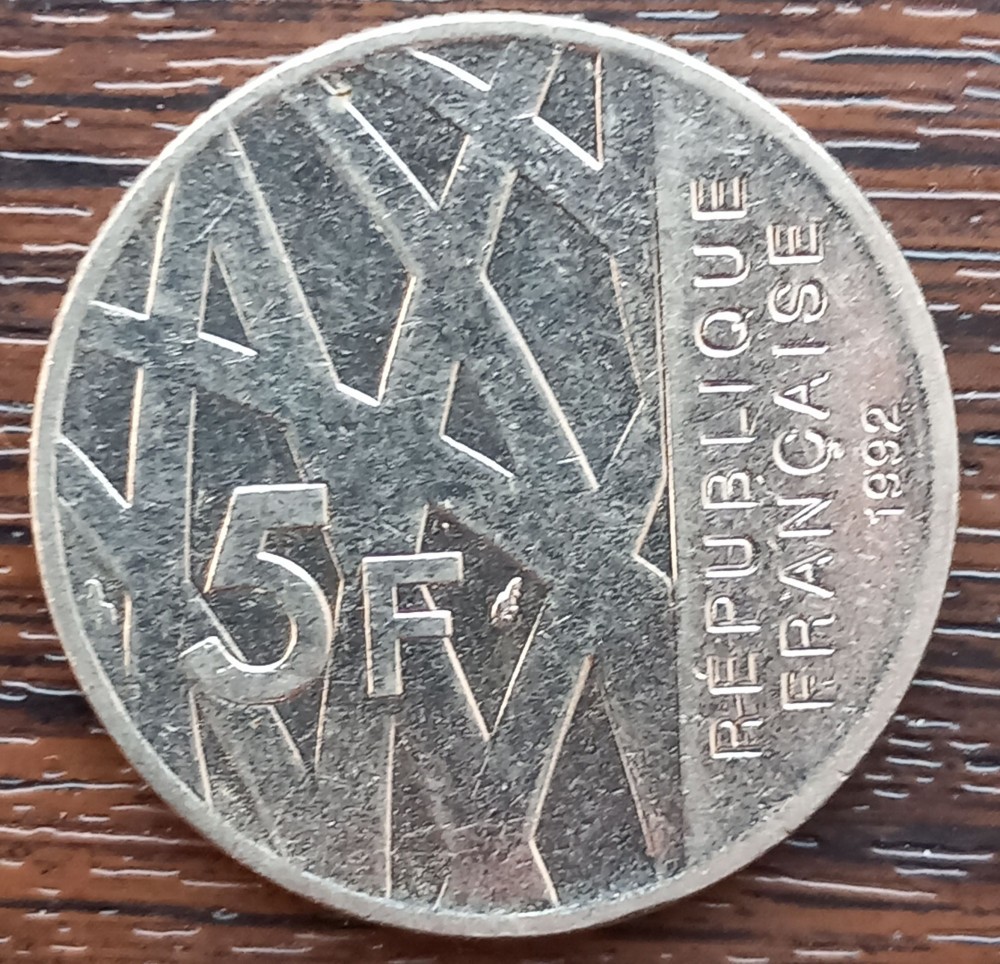 5F
RÉPUBLIQUE
FRANÇAISE
1992